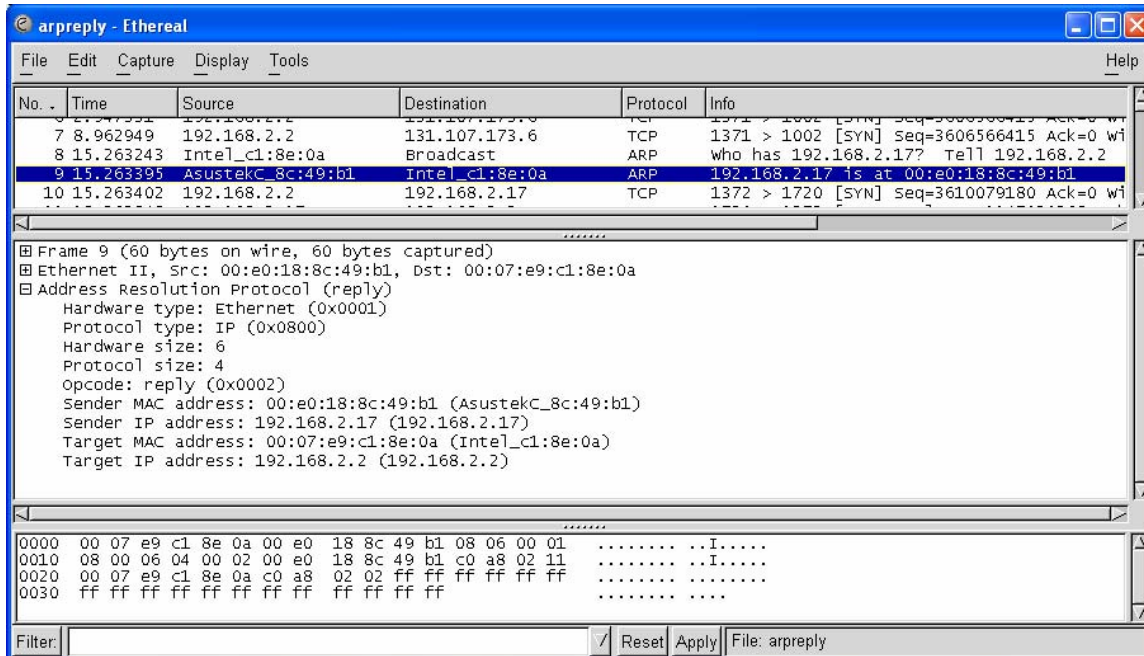 arpreply - Ethereal
File Edit Capture Display Tools Help
No. . Time Source Destination Protocol Info
7 8.962949 192.168.2.2 131.107.173.6 TCP 1371 > 1002 [SYN] Seq=3606566415 Ack=0 Wi
8 15.263243 Intel_c1:8e:0a Broadcast ARP Who has 192.168.2.17? Tell 192.168.2.2
9 15.263395 AsustekC_8c:49:b1 Intel_c1:8e:0a ARP 192.168.2.17 is at 00:e0:18:8c:49:b1
10 15.263402 192.168.2.2 192.168.2.17 TCP 1372 > 1720 [SYN] Seq=3610079180 Ack=0 Wi
Frame 9 (60 bytes on wire, 60 bytes captured)
Ethernet II, Src: 00:e0:18:8c:49:b1, Dst: 00:07:e9:c1:8e:0a
Address Resolution Protocol (reply)
Hardware type: Ethernet (0x0001)
Protocol type: IP (0x0800)
Hardware size: 6
Protocol size: 4
Opcode: reply (0x0002)
Sender MAC address: 00:e0:18:8c:49:b1 (AsustekC_8c:49:b1)
Sender IP address: 192.168.2.17 (192.168.2.17)
Target MAC address: 00:07:e9:c1:8e:0a (Intel_c1:8e:0a)
Target IP address: 192.168.2.2 (192.168.2.2)
0000 00 07 e9 c1 8e 0a 00 e0 18 8c 49 b1 08 06 00 01 ........ ..I.....
0010 08 00 06 04 00 02 00 e0 18 8c 49 b1 c0 a8 02 11 ........ ..I.....
0020 00 07 e9 c1 8e 0a c0 a8 02 02 ff ff ff ff ff ff ........ ........
0030 ff ff ff ff ff ff ff ff ff ff ff ff ........ ....
Filter: Reset Apply File: arpreply